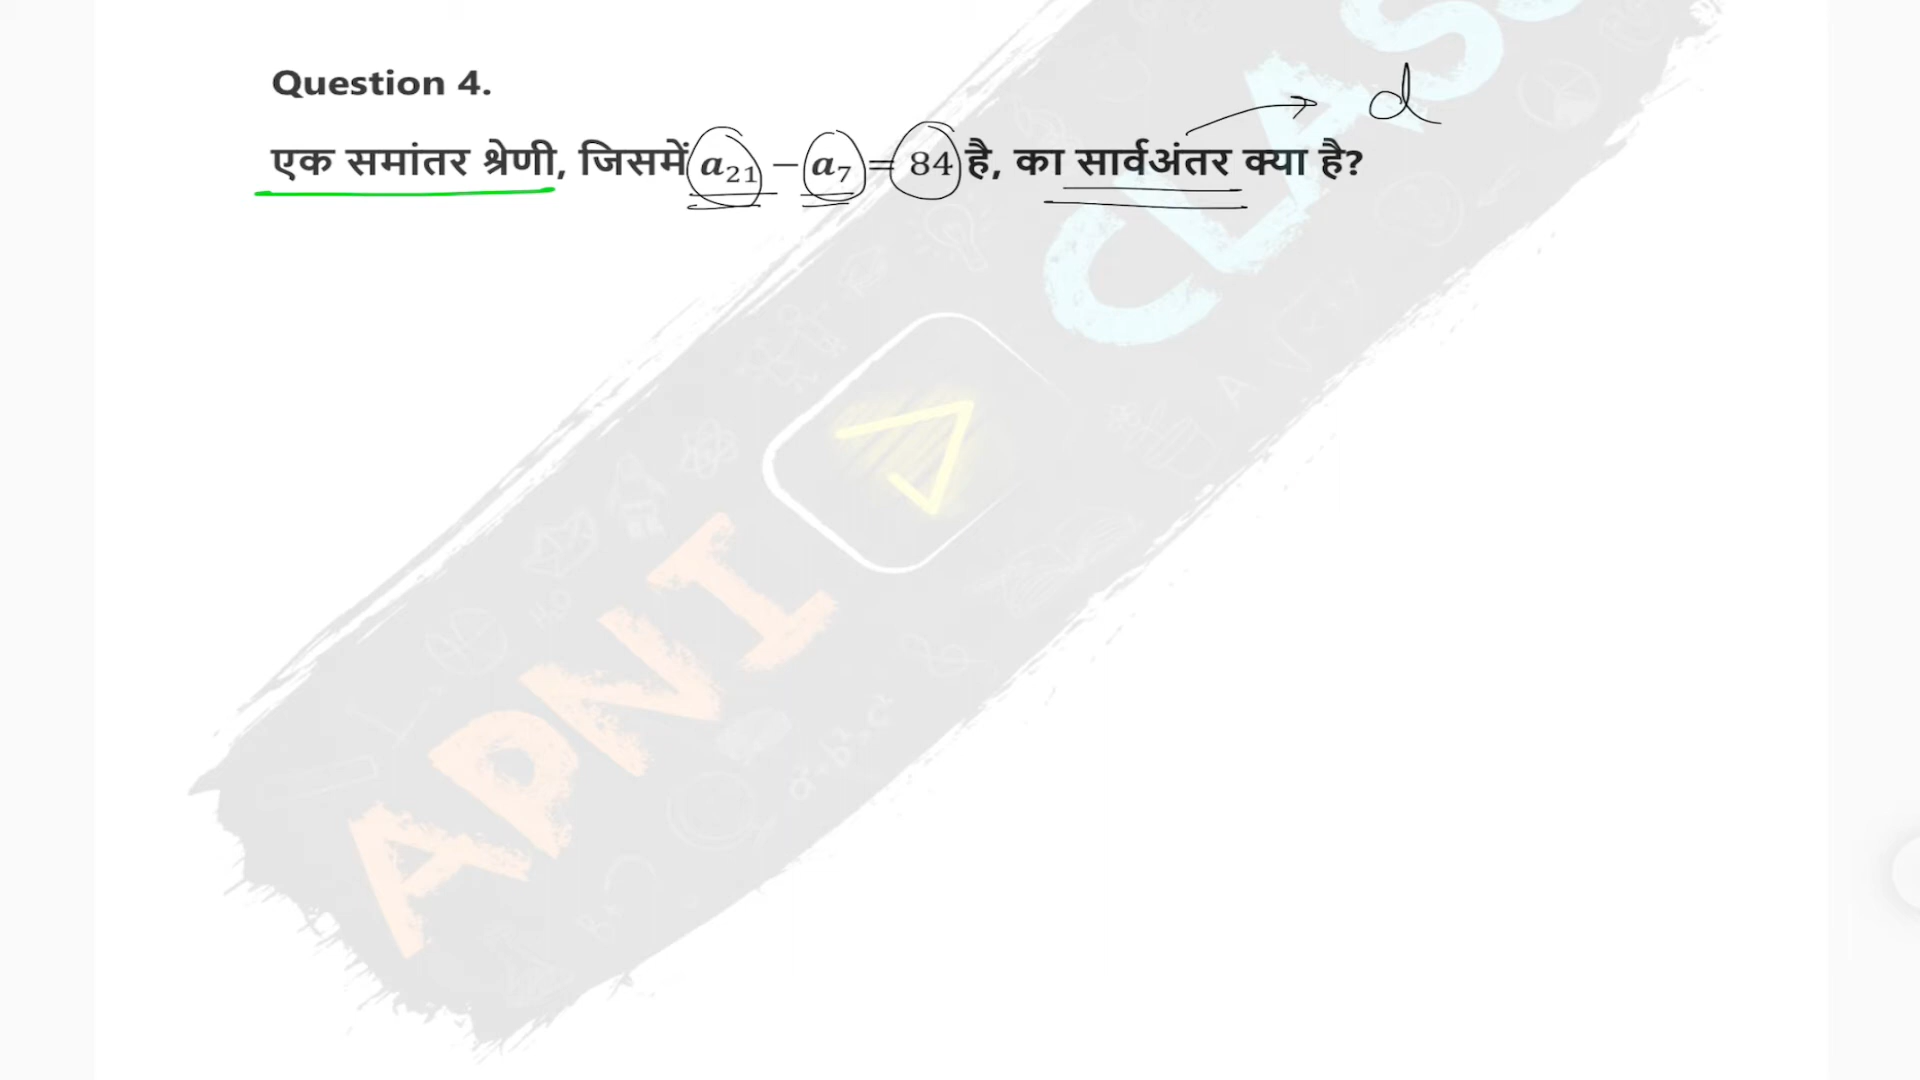 Question 4.
d
एक समांतर श्रेणी, जिसमें a₂₁ − a₇ = 84 है, का सार्वअंतर क्या है?
CLASS
APNI